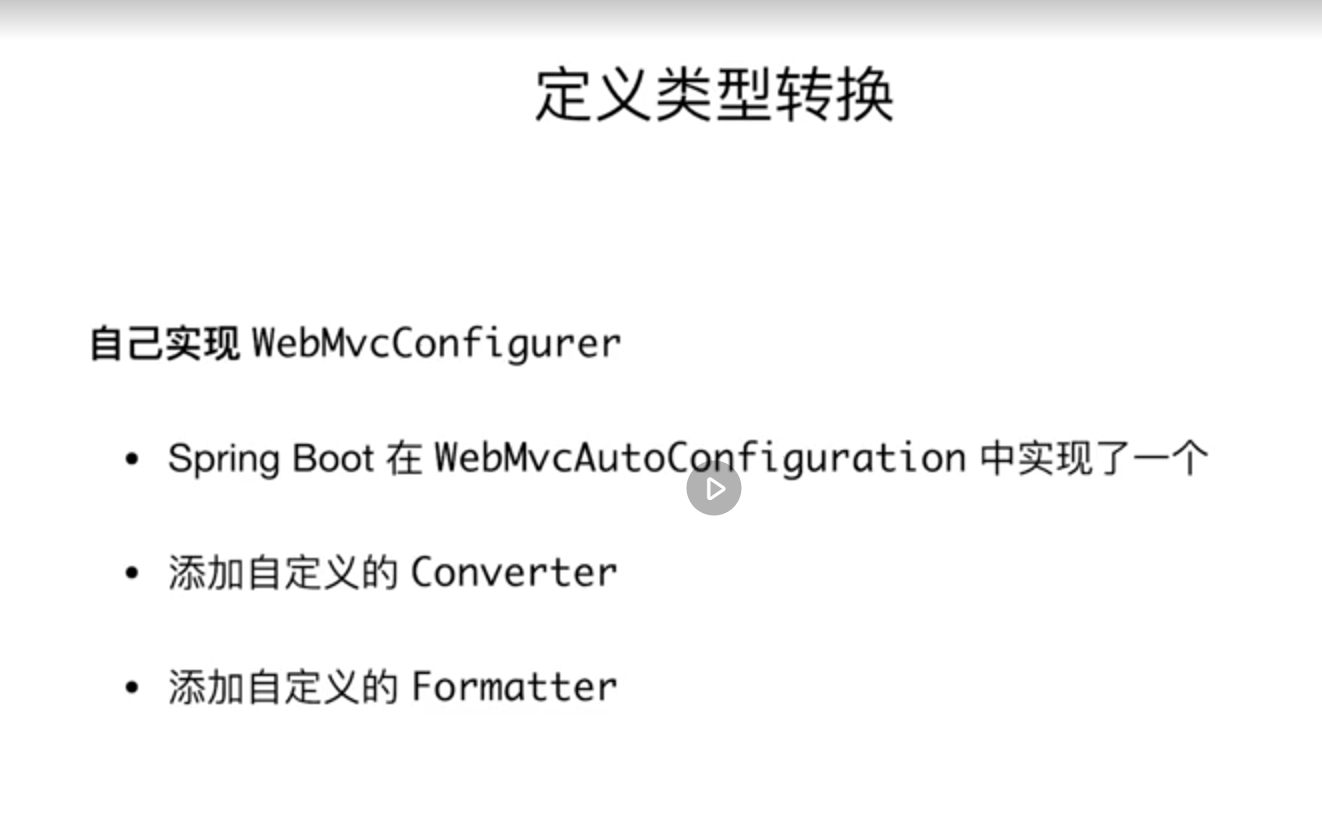 定义类型转换
自己实现 WebMvcConfigurer
• Spring Boot 在 WebMvcAutoConfiguration 中实现了一个
• 添加自定义的 Converter
• 添加自定义的 Formatter